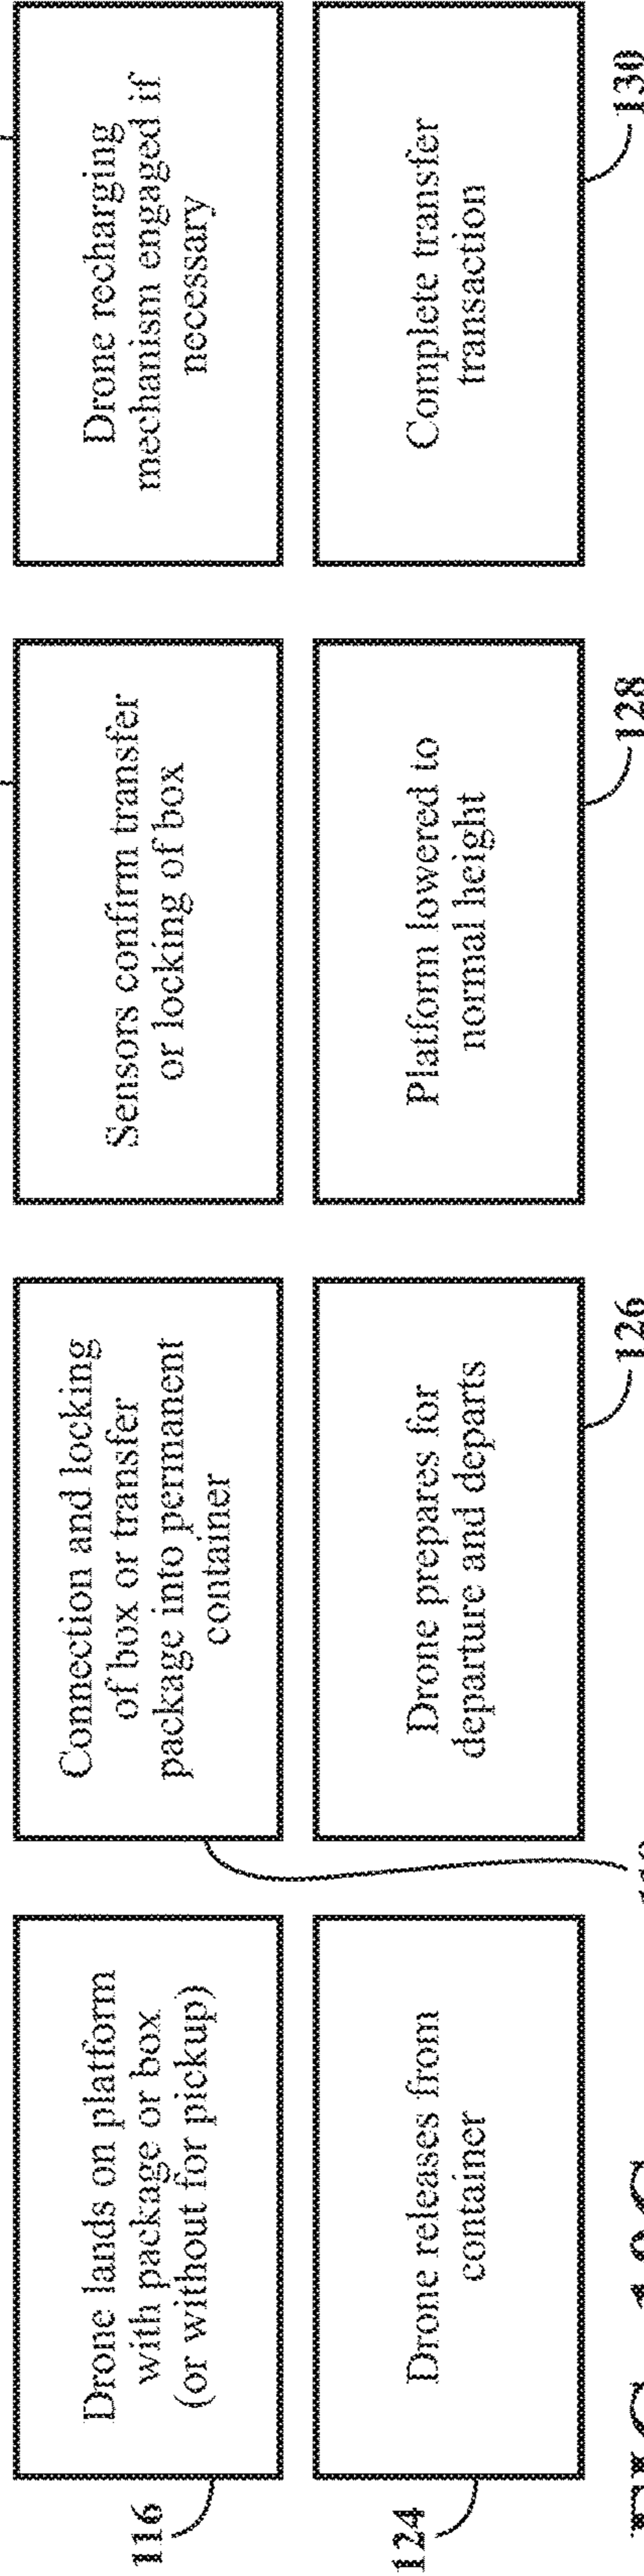 116
Drone lands on platform
with package or box
(or without for pickup)
Connection and locking
of box or transfer
package into permanent
container
Sensors confirm transfer
or locking of box
Drone recharging
mechanism engaged if
necessary
124
Drone releases from
container
Drone prepares for
departure and departs
126
Platform lowered to
normal height
128
Complete transfer
transaction
130